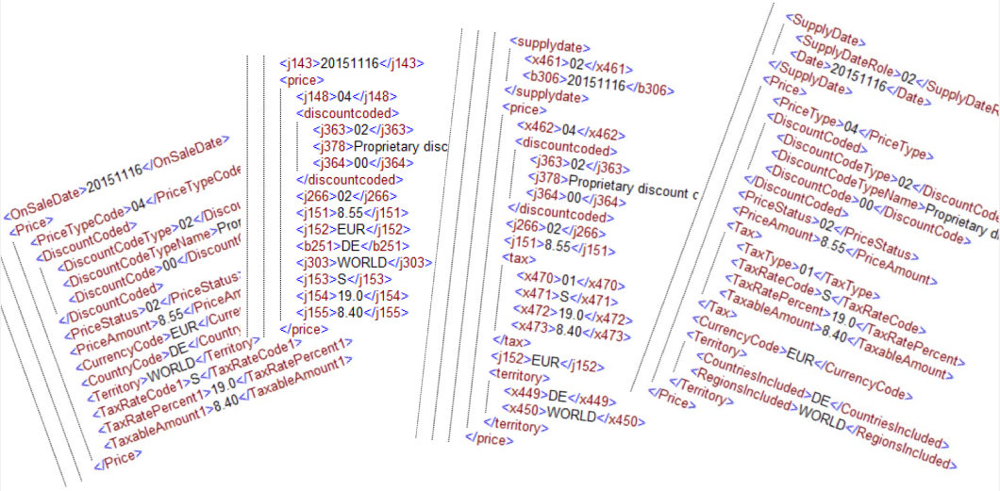 <OnSaleDate>20151116</OnSaleDate>
<Price>
<PriceTypeCode>04</PriceTypeCode
<DiscountCoded>
<DiscountCodeType>02</Discou
<DiscountCodeTypeName>Prop
<DiscountCode>00</Discount
</DiscountCoded>
<PriceStatus>02</PriceStatus>
<PriceAmount>8.55</PriceAm
<CurrencyCode>EUR</Curre
<CountryCode>DE</Country
<Territory>WORLD</Territory>
<TaxRateCode1>S</TaxRateCode1>
<TaxRatePercent1>19.0</TaxRatePercent1>
<TaxableAmount1>8.40</TaxableAmount1>
</Price>
<j143>20151116</j143>
<price>
<j148>04</j148>
<discountcoded>
<j363>02</j363>
<j378>Proprietary disc
<j364>00</j364>
</discountcoded>
<j266>02</j266>
<j151>8.55</j151>
<j152>EUR</j152>
<b251>DE</b251>
<j303>WORLD</j303>
<j153>S</j153>
<j154>19.0</j154>
<j155>8.40</j155>
</price>
<supplydate>
<x461>02</x461>
<b306>20151116</b306>
</supplydate>
<price>
<x462>04</x462>
<discountcoded>
<j363>02</j363>
<j378>Proprietary discount c
<j364>00</j364>
</discountcoded>
<j266>02</j266>
<j151>8.55</j151>
<tax>
<x470>01</x470>
<x471>S</x471>
<x472>19.0</x472>
<x473>8.40</x473>
</tax>
<j152>EUR</j152>
<territory>
<x449>DE</x449>
<x450>WORLD</x450>
</territory>
</price>
<SupplyDate>
<SupplyDateRole>02</SupplyDateR
<Date>20151116</Date>
</SupplyDate>
<Price>
<PriceType>04</PriceType>
<DiscountCoded>
<DiscountCodeType>02</DiscountCod
<DiscountCodeTypeName>Proprietary d
<DiscountCode>00</DiscountCode>
</DiscountCoded>
<PriceStatus>02</PriceStatus>
<PriceAmount>8.55</PriceAmount>
<Tax>
<TaxType>01</TaxType>
<TaxRateCode>S</TaxRateCode>
<TaxRatePercent>19.0</TaxRatePercent>
<TaxableAmount>8.40</TaxableAmount>
</Tax>
<CurrencyCode>EUR</CurrencyCode>
<Territory>
<CountriesIncluded>DE</CountriesIncluded>
<RegionsIncluded>WORLD</RegionsIncluded>
</Territory>
</Price>